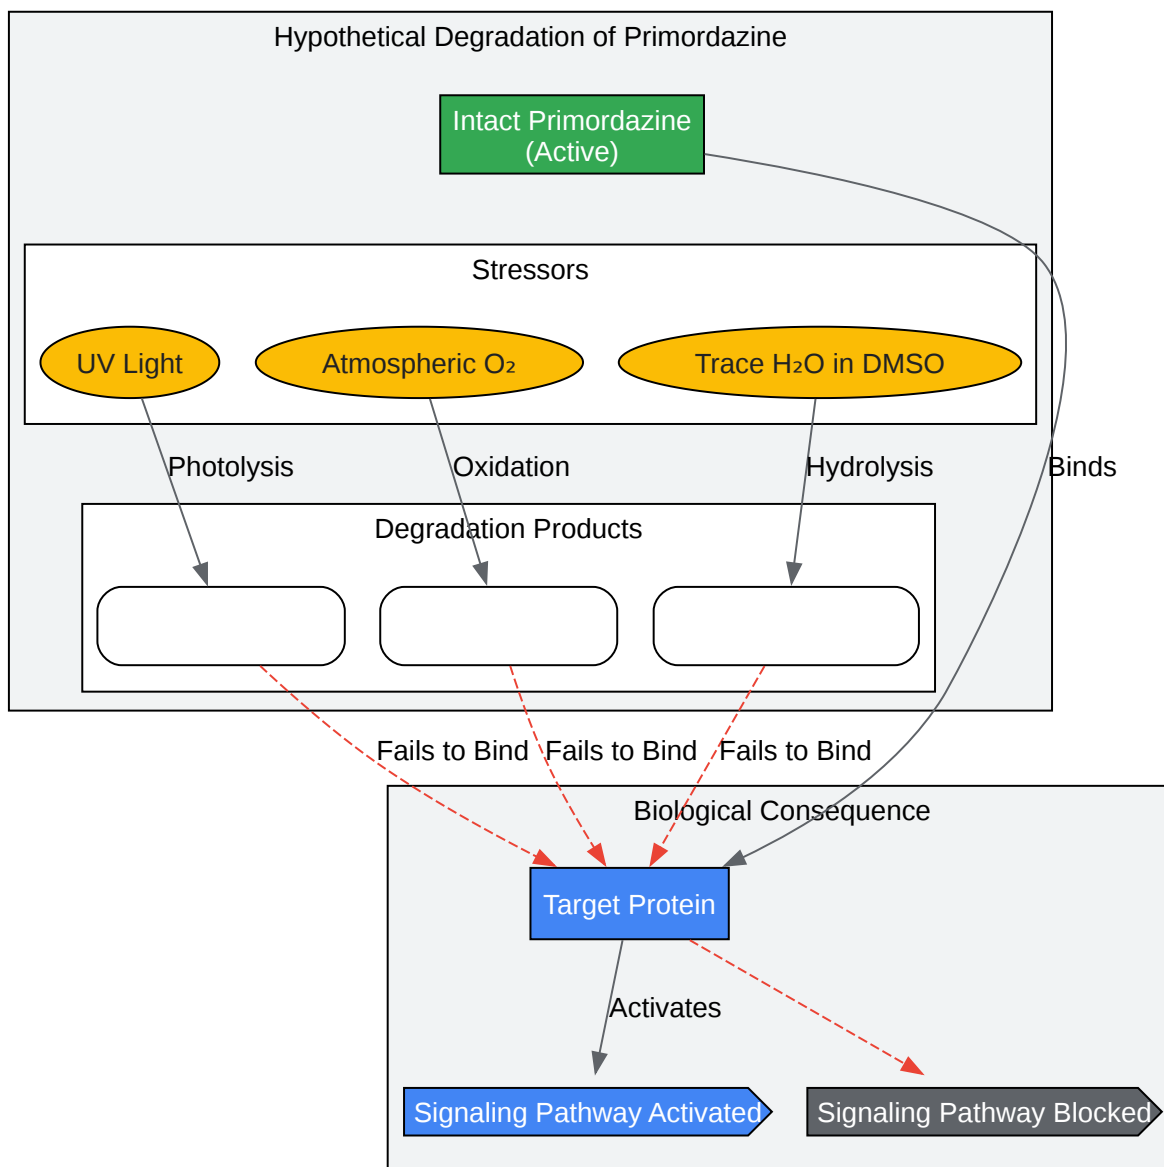 Hypothetical Degradation of Primordazine
Intact Primordazine
(Active)
Stressors
UV Light
Atmospheric O₂
Trace H₂O in DMSO
Photolysis
Oxidation
Hydrolysis
Binds
Degradation Products
Fails to Bind
Fails to Bind
Fails to Bind
Biological Consequence
Target Protein
Activates
Signaling Pathway Activated
Signaling Pathway Blocked